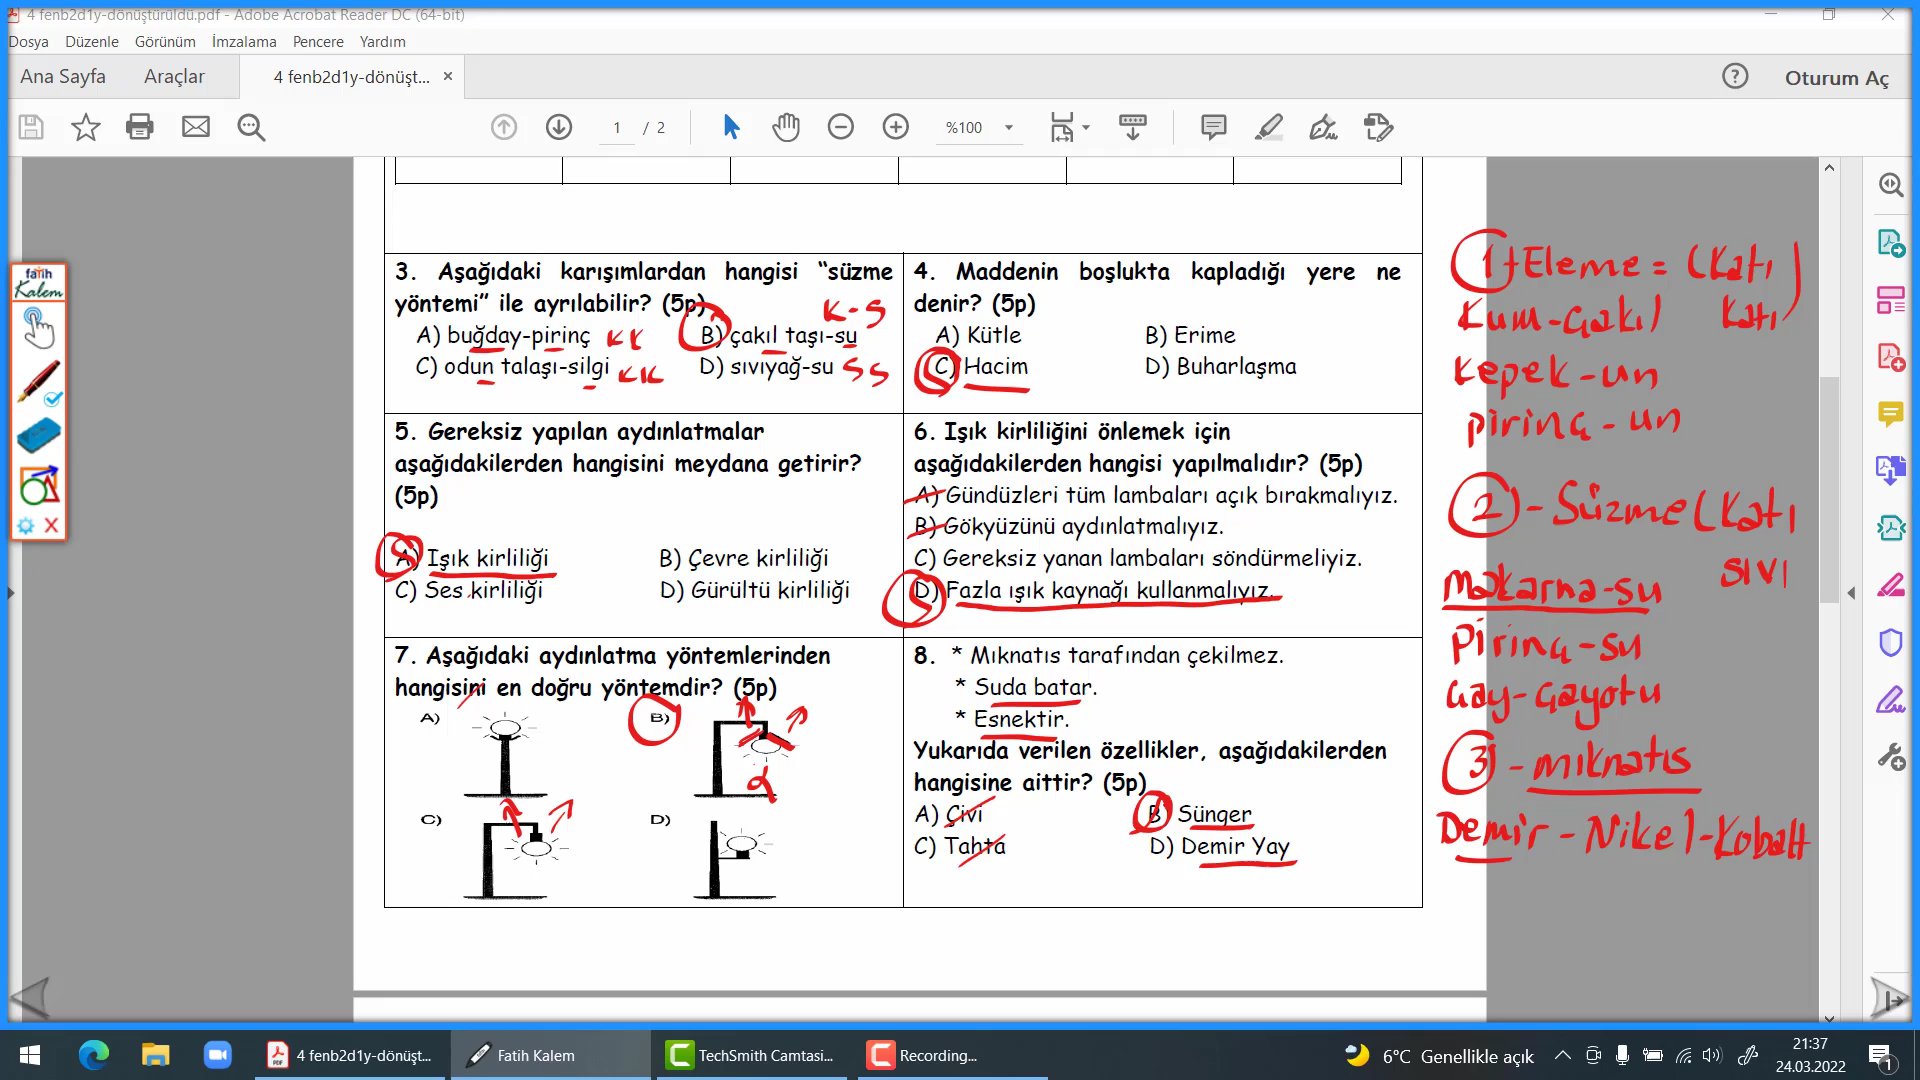 4 fenb2d1y-dönüştürüldü.pdf - Adobe Acrobat Reader DC (64-bit)
Dosya Düzenle Görünüm İmzalama Pencere Yardım
Ana Sayfa Araçlar 4 fenb2d1y-dönüşt... × Oturum Aç
1 / 2 %100
fatih
Kalem
3. Aşağıdaki karışımlardan hangisi “süzme
yöntemi” ile ayrılabilir? (5p)
K-S
A) buğday-pirinç KK B) çakıl taşı-su
C) odun talaşı-silgi KK D) sıvıyağ-su SS
4. Maddenin boşlukta kapladığı yere ne
denir? (5p)
A) Kütle B) Erime
C) Hacim D) Buharlaşma
5. Gereksiz yapılan aydınlatmalar
aşağıdakilerden hangisini meydana getirir?
(5p)
A) Işık kirliliği B) Çevre kirliliği
C) Ses kirliliği D) Gürültü kirliliği
6. Işık kirliliğini önlemek için
aşağıdakilerden hangisi yapılmalıdır? (5p)
A) Gündüzleri tüm lambaları açık bırakmalıyız.
B) Gökyüzünü aydınlatmalıyız.
C) Gereksiz yanan lambaları söndürmeliyiz.
D) Fazla ışık kaynağı kullanmalıyız.
7. Aşağıdaki aydınlatma yöntemlerinden
hangisini en doğru yöntemdir? (5p)
A) B)
C) D)
8. * Mıknatıs tarafından çekilmez.
* Suda batar.
* Esnektir.
Yukarıda verilen özellikler, aşağıdakilerden
hangisine aittir? (5p)
A) Çivi B) Sünger
C) Tahta D) Demir Yay
1 Eleme = (Katı
Kum-Çakıl Katı)
Kepek-un
pirinç-un
2 - Süzme (Katı
sıvı
makarna-su
Pirinç-su
Çay-Çayotu
3 - mıknatıs
Demir-Nikel-Kobalt
4 fenb2d1y-dönüşt... Fatih Kalem TechSmith Camtasi... Recording... 6°C Genellikle açık 21:37
24.03.2022 1